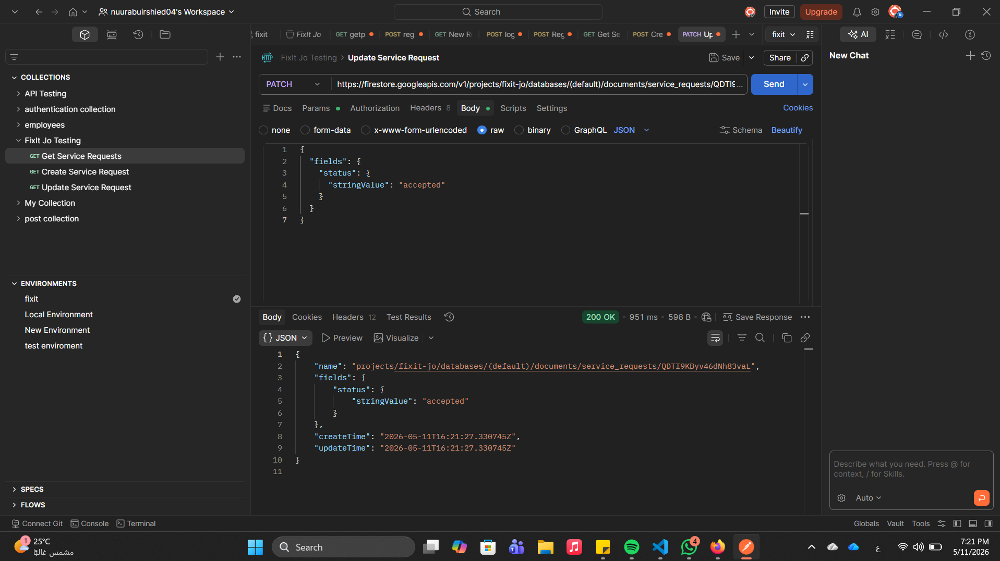 nuurabuirshied04's Workspace
Search
Invite
Upgrade
fixit
FixIt Jo
GET getp
POST reg
GET New R
POST log
POST Reg
GET Get Se
POST Cre
PATCH Up
fixit
AI
FixIt Jo Testing > Update Service Request
Save
Share
New Chat
PATCH
https://firestore.googleapis.com/v1/projects/fixit-jo/databases/(default)/documents/service_requests/QDTI9...
Send
COLLECTIONS
API Testing
authentication collection
employees
FixIt Jo Testing
GET Get Service Requests
GET Create Service Request
GET Update Service Request
My Collection
post collection
Docs
Params
Authorization
Headers 8
Body
Scripts
Settings
Cookies
none
form-data
x-www-form-urlencoded
raw
binary
GraphQL
JSON
Schema
Beautify
1 {
2 "fields": {
3 "status": {
4 "stringValue": "accepted"
5 }
6 }
7 }
ENVIRONMENTS
fixit
Local Environment
New Environment
test enviroment
Body
Cookies
Headers 12
Test Results
200 OK • 951 ms • 598 B
e.g. Save Response
{} JSON
Preview
Visualize
1 {
2 "name": "projects/fixit-jo/databases/(default)/documents/service_requests/QDTI9KByv46dNh83vaL",
3 "fields": {
4 "status": {
5 "stringValue": "accepted"
6 }
7 },
8 "createTime": "2026-05-11T16:21:27.330745Z",
9 "updateTime": "2026-05-11T16:21:27.330745Z"
10 }
11
Describe what you need. Press @ for
context, / for Skills.
Auto
SPECS
FLOWS
Connect Git
Console
Terminal
Globals
Vault
Tools
1
25°C
مشمس غالبًا
Search
4
ع
7:21 PM
5/11/2026